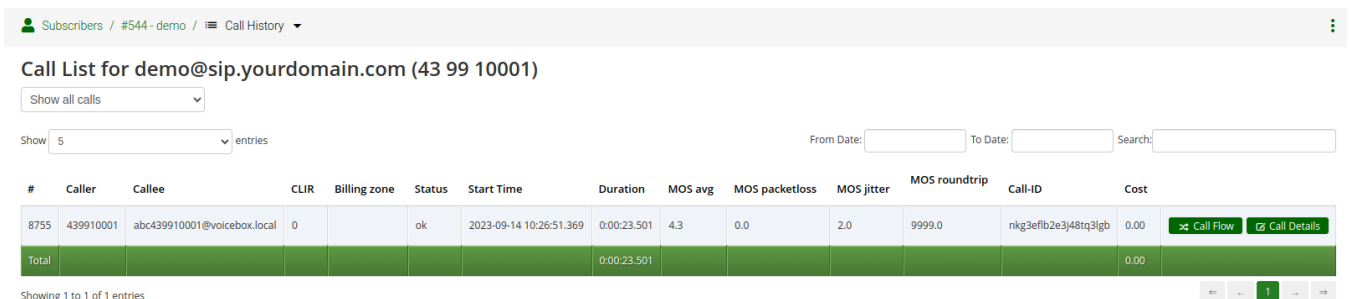 Subscribers / #544 - demo / Call History
Call List for demo@sip.yourdomain.com (43 99 10001)
Show all calls
Show 5 entries From Date: To Date: Search:
# Caller Callee CLIR Billing zone Status Start Time Duration MOS avg MOS packetloss MOS jitter MOS roundtrip Call-ID Cost
8755 439910001 abc439910001@voicebox.local 0 ok 2023-09-14 10:26:51.369 0:00:23.501 4.3 0.0 2.0 9999.0 nkg3eflb2e3j48tq3lgb 0.00 Call Flow Call Details
Total 0:00:23.501 0.00
Showing 1 to 1 of 1 entries ⇐ ← 1 → ⇒